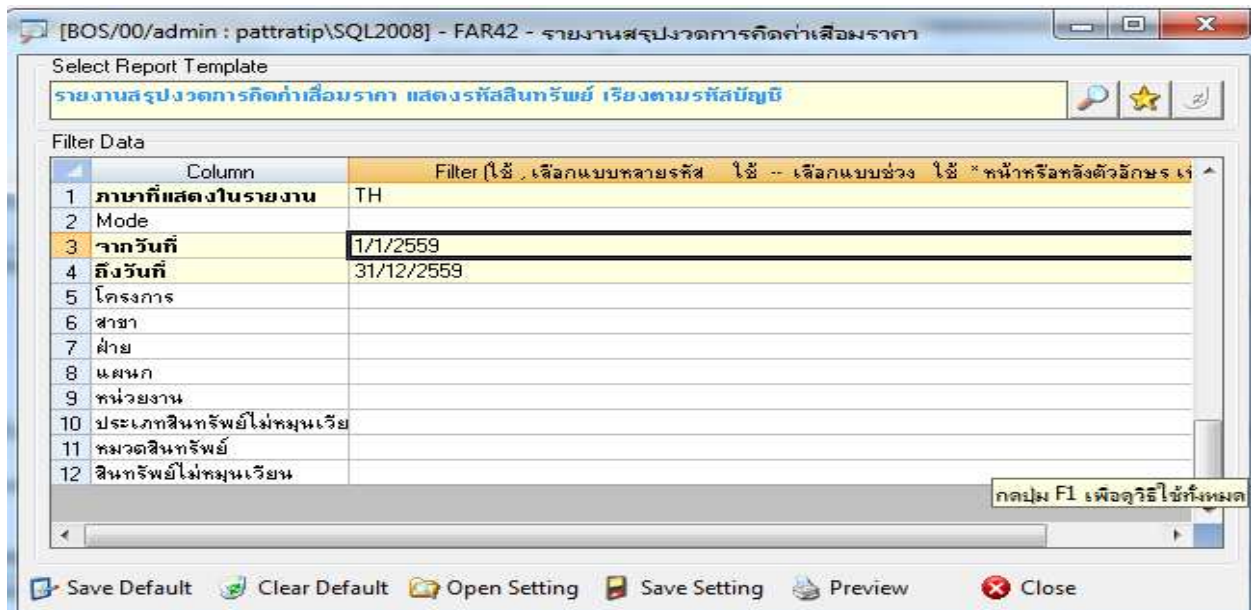 [BOS/00/admin : pattratip\SQL2008] - FAR42 - รายงานสรุปงวดการคิดค่าเสื่อมราคา
Select Report Template
รายงานสรุปงวดการคิดค่าเสื่อมราคา แสดงรหัสสินทรัพย์ เรียงตามรหัสบัญชี
Filter Data
Column Filter (ใช้ , เลือกแบบหลายรหัส ใช้ -- เลือกแบบช่วง ใช้ * หน้าหรือหลังตัวอักษร
1 ภาษาที่แสดงในรายงาน TH
2 Mode
3 จากวันที่ 1/1/2559
4 ถึงวันที่ 31/12/2559
5 โครงการ
6 สาขา
7 ฝ่าย
8 แผนก
9 หน่วยงาน
10 ประเภทสินทรัพย์ไม่หมุนเวีย
11 หมวดสินทรัพย์
12 สินทรัพย์ไม่หมุนเวียน
กดปุ่ม F1 เพื่อดูวิธีใช้ทั้งหมด
Save Default Clear Default Open Setting Save Setting Preview Close